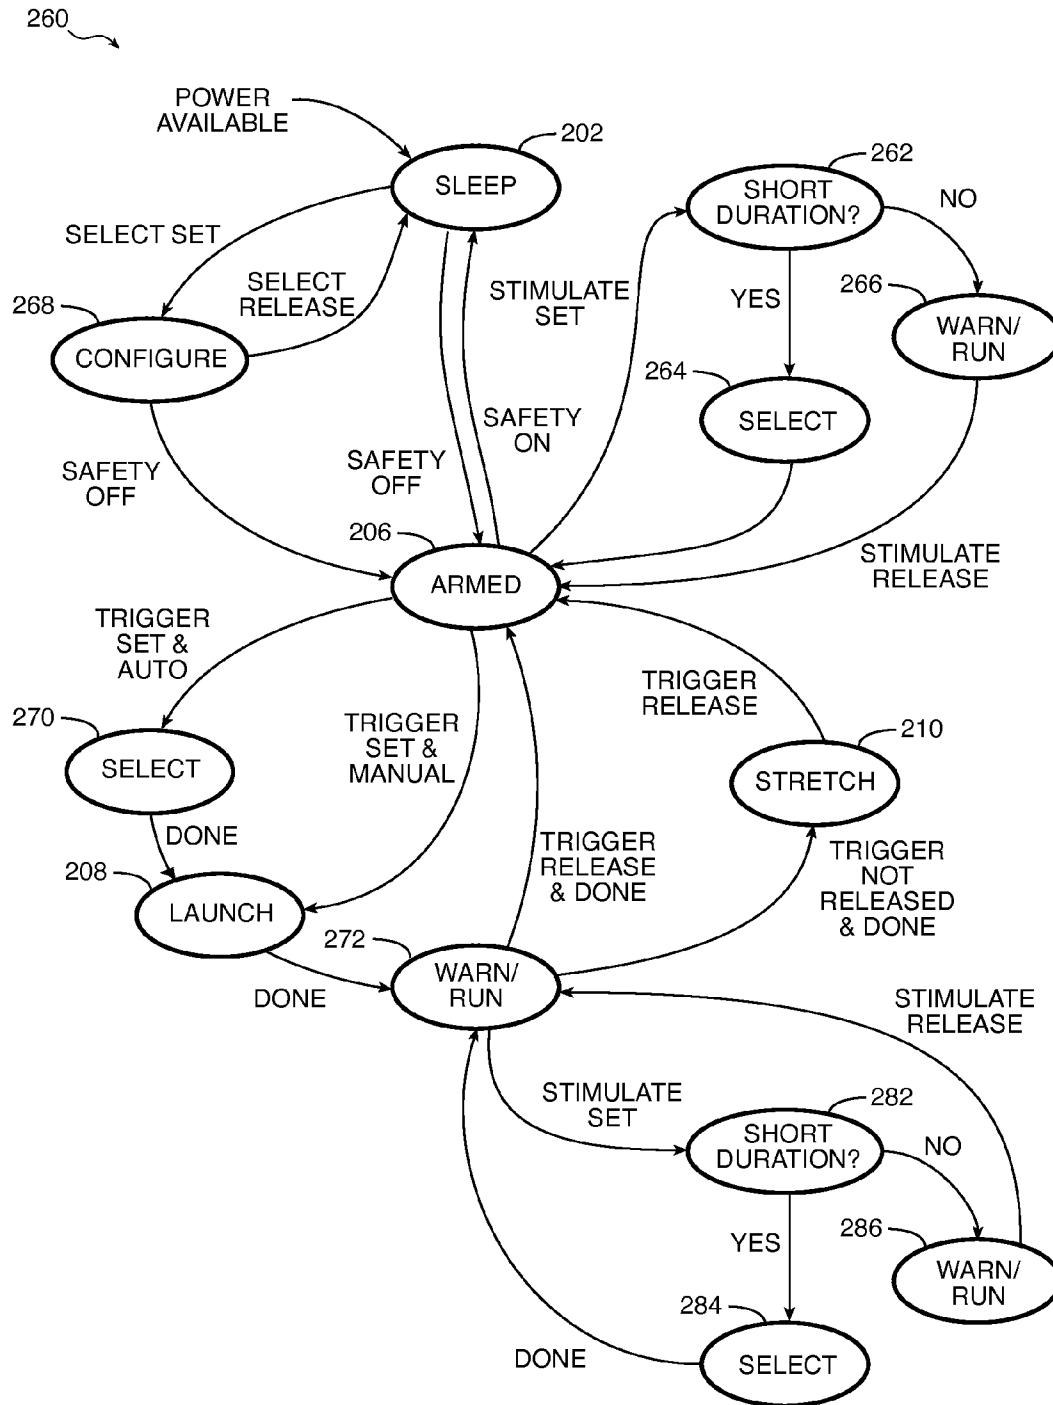 260
POWER
AVAILABLE
202
SLEEP
262
SHORT
DURATION?
NO
SELECT SET
SELECT
RELEASE
STIMULATE
SET
YES
266
WARN/
RUN
268
CONFIGURE
264
SELECT
SAFETY
ON
SAFETY
OFF
SAFETY
OFF
206
ARMED
STIMULATE
RELEASE
TRIGGER
SET &
AUTO
TRIGGER
RELEASE
270
SELECT
TRIGGER
SET &
MANUAL
210
STRETCH
DONE
TRIGGER
RELEASE
& DONE
TRIGGER
NOT
RELEASED
& DONE
208
LAUNCH
272
WARN/
RUN
DONE
STIMULATE
RELEASE
STIMULATE
SET
282
SHORT
DURATION?
NO
YES
286
WARN/
RUN
284
SELECT
DONE